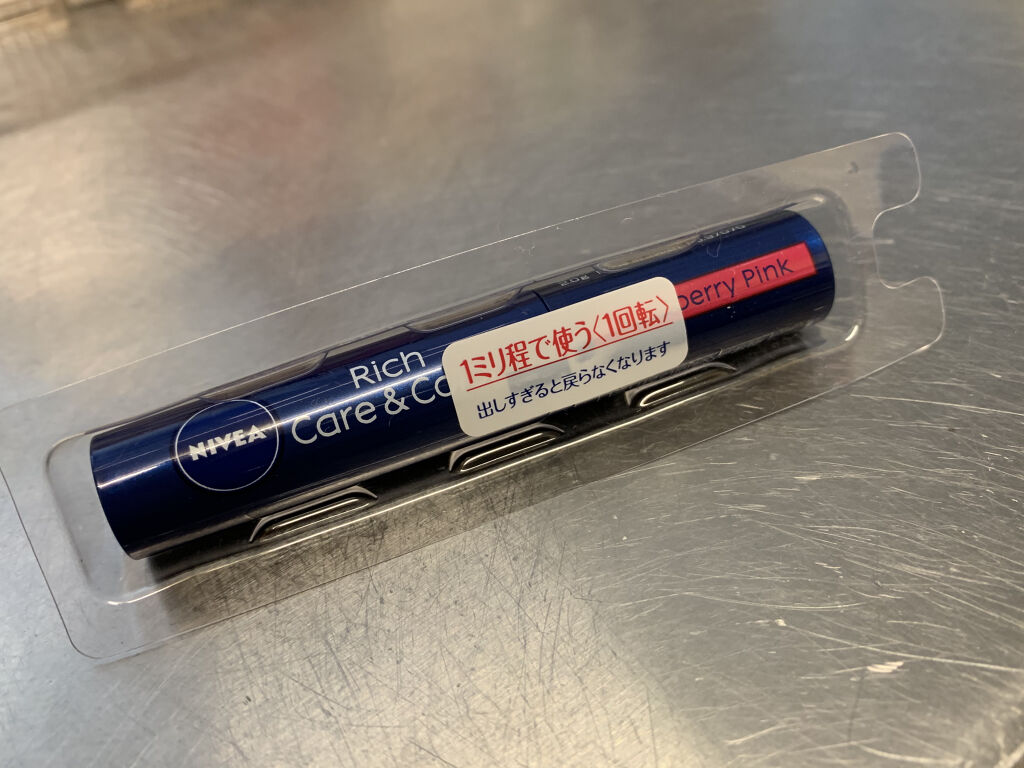 NIVEA
Rich
Care & Co
1ミリ程で使う〈1回転〉
出しすぎると戻らなくなります
berry Pink